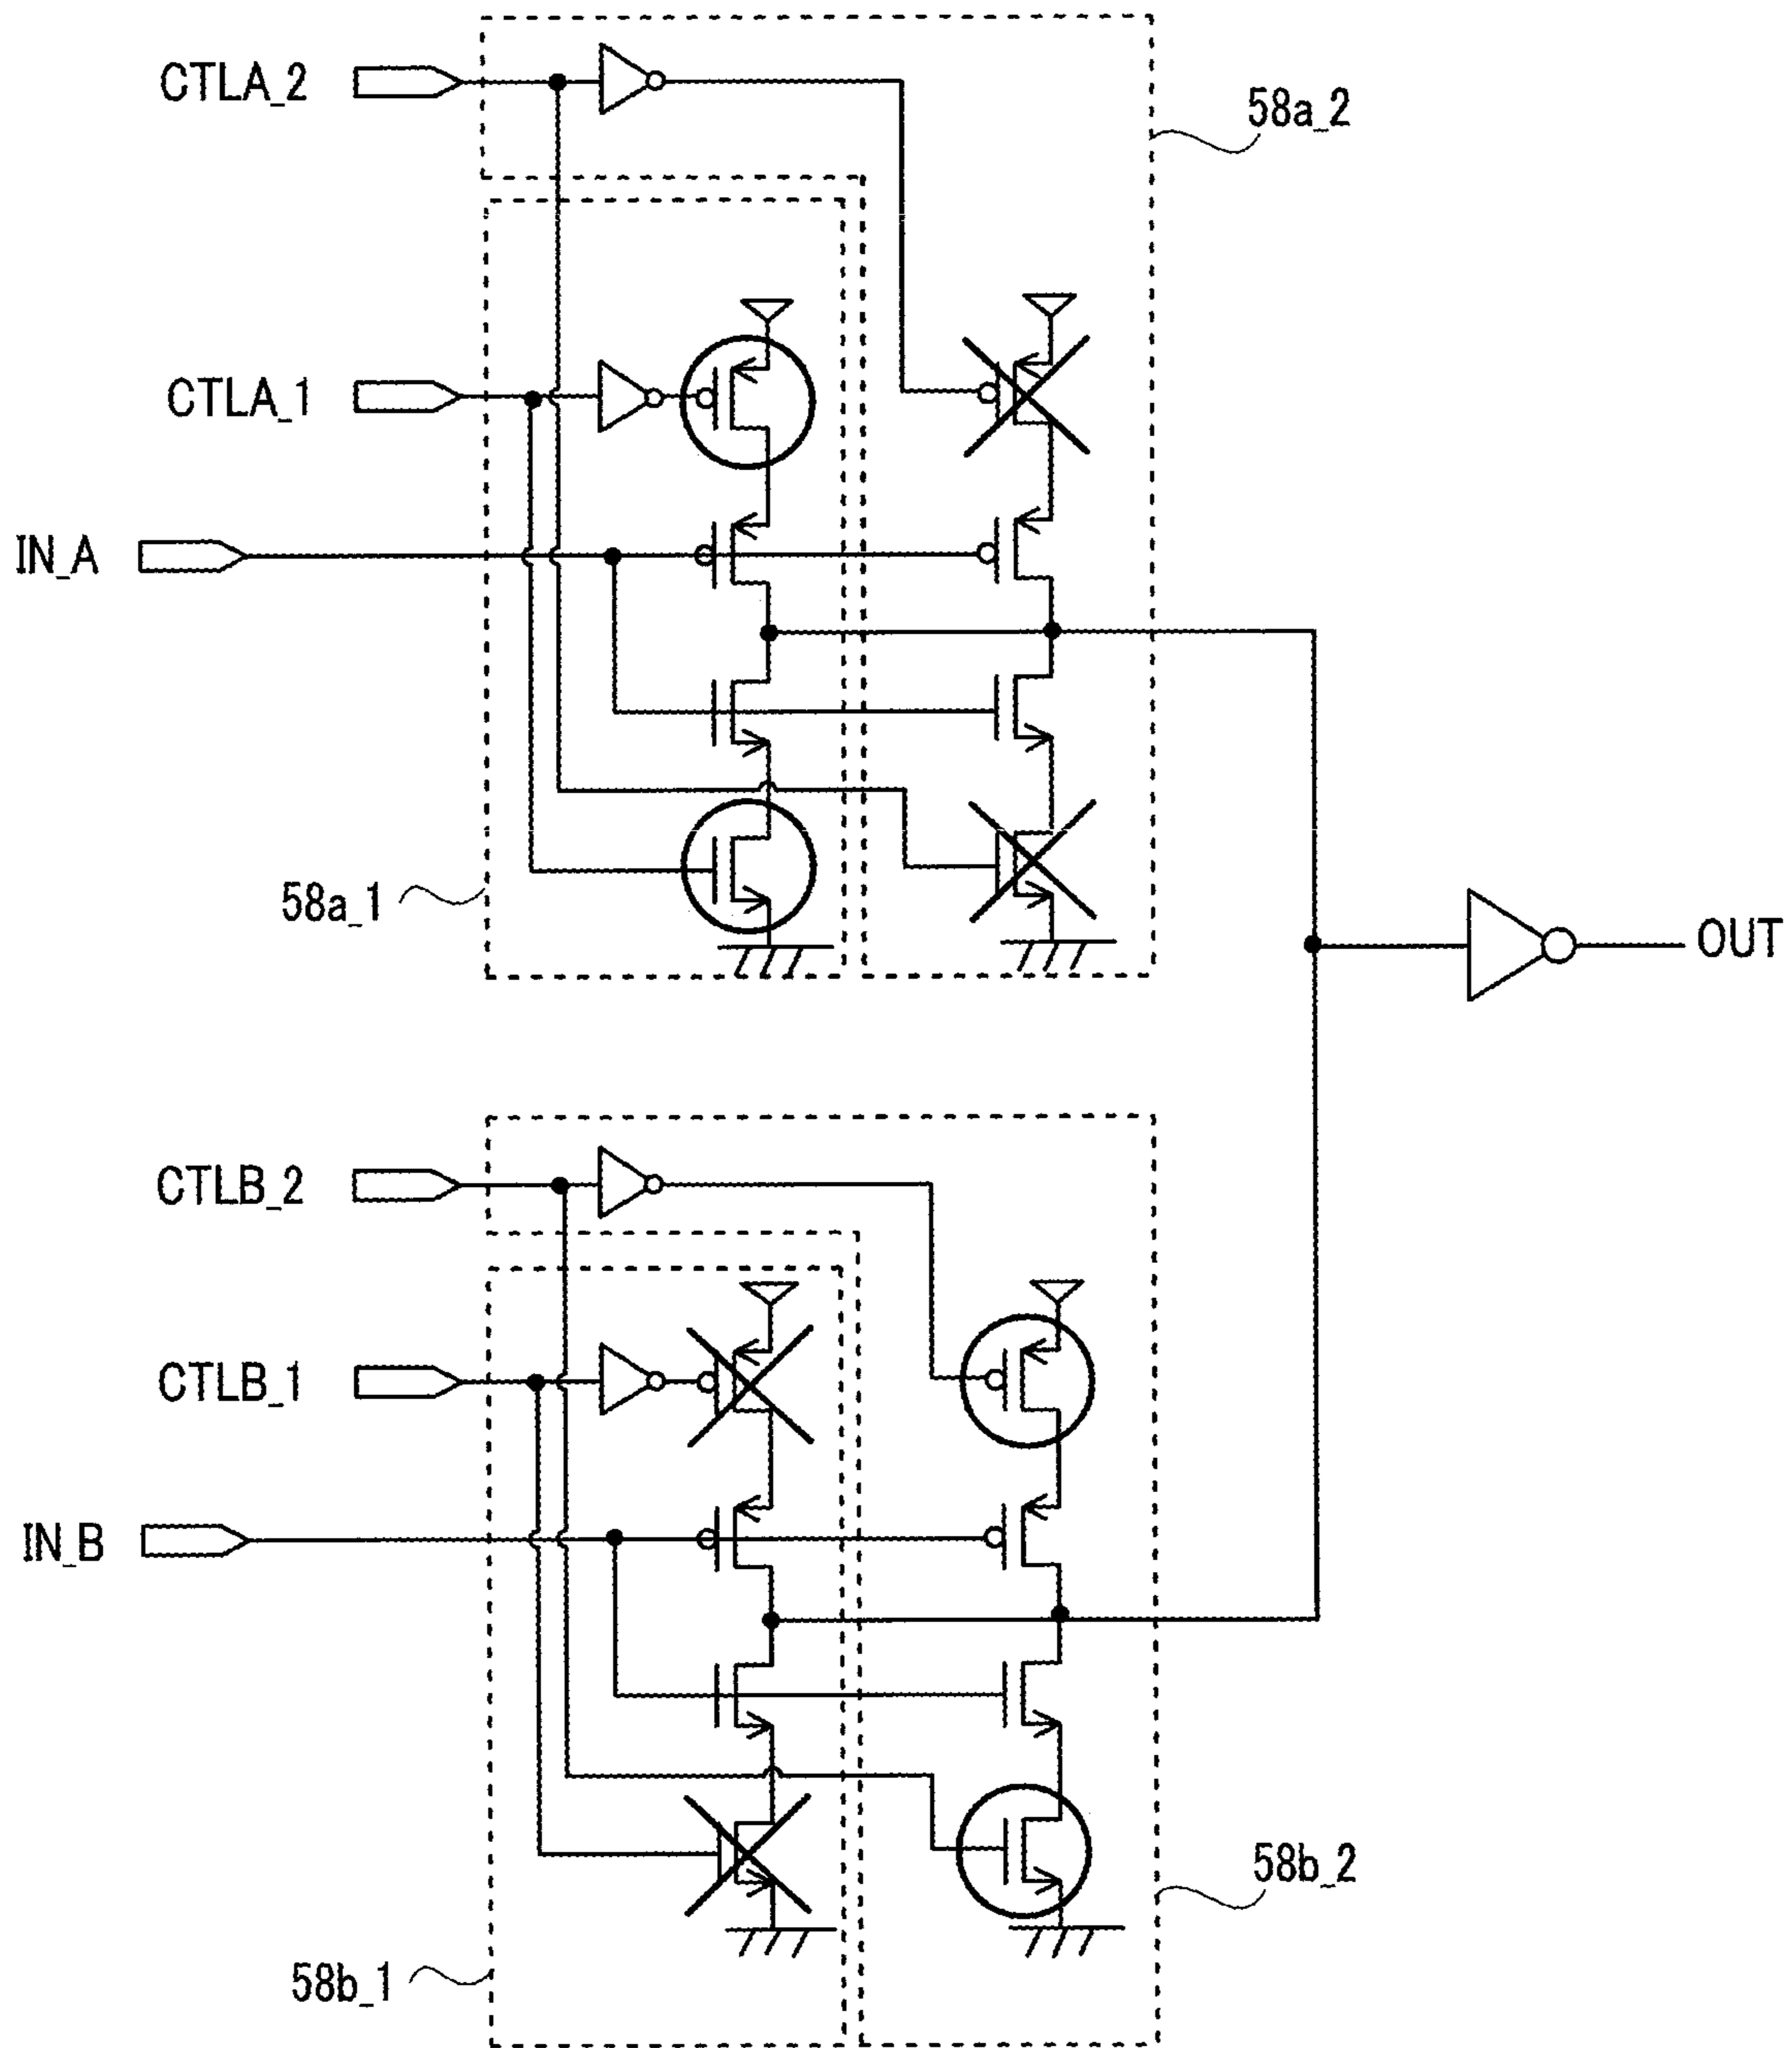 CTLA_2
58a_2
CTLA_1
IN_A
58a_1
OUT
CTLB_2
CTLB_1
IN_B
58b_2
58b_1